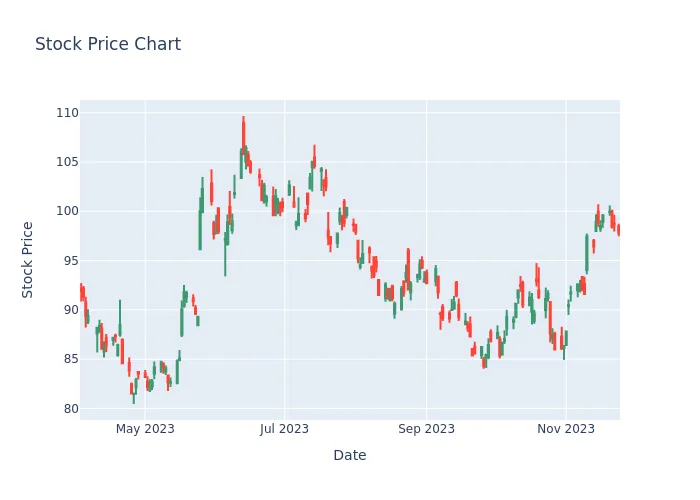 Stock Price Chart
110
105
100
95
90
85
80
Stock Price
May 2023
Jul 2023
Sep 2023
Nov 2023
Date